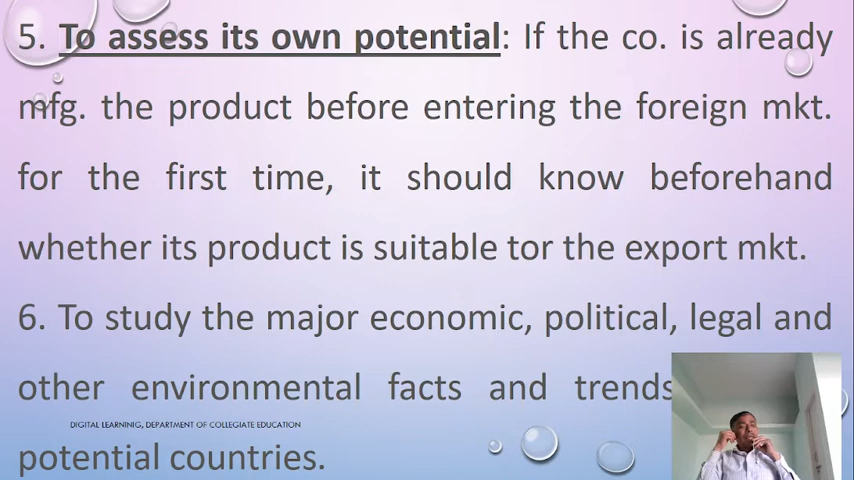 5. To assess its own potential: If the co. is already
mfg. the product before entering the foreign mkt.
for the first time, it should know beforehand
whether its product is suitable tor the export mkt.
6. To study the major economic, political, legal and
other environmental facts and trends
DIGITAL LEARNINIG, DEPARTMENT OF COLLEGIATE EDUCATION
potential countries.